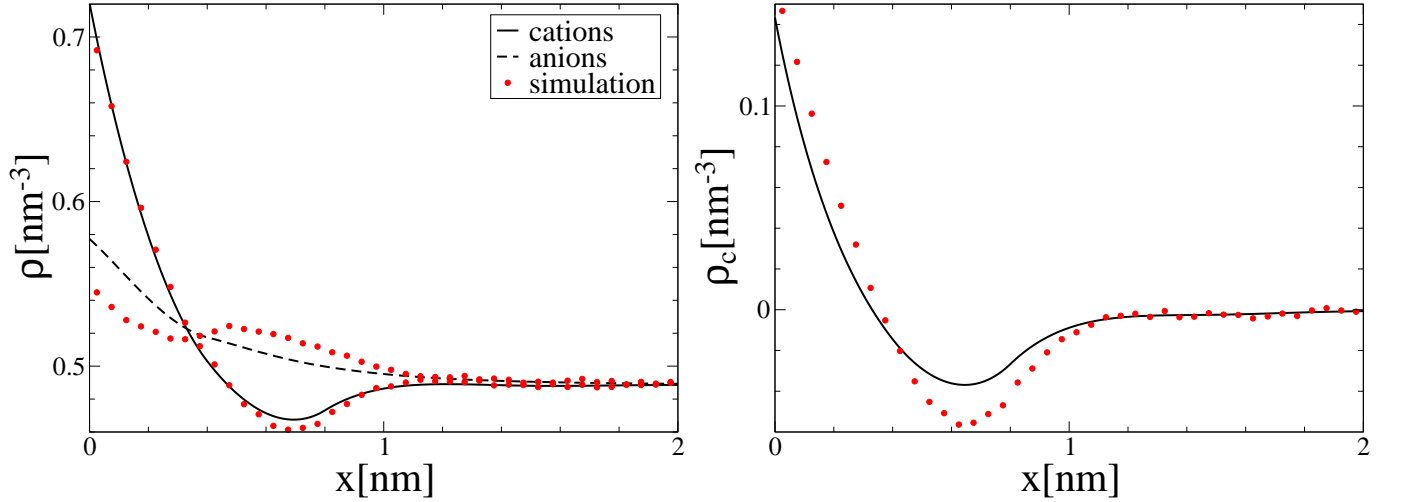 0.7
0.6
0.5
ρ[nm⁻³]
cations
anions
simulation
0 1 2
x[nm]
0.1
0
ρc[nm⁻³]
0 1 2
x[nm]